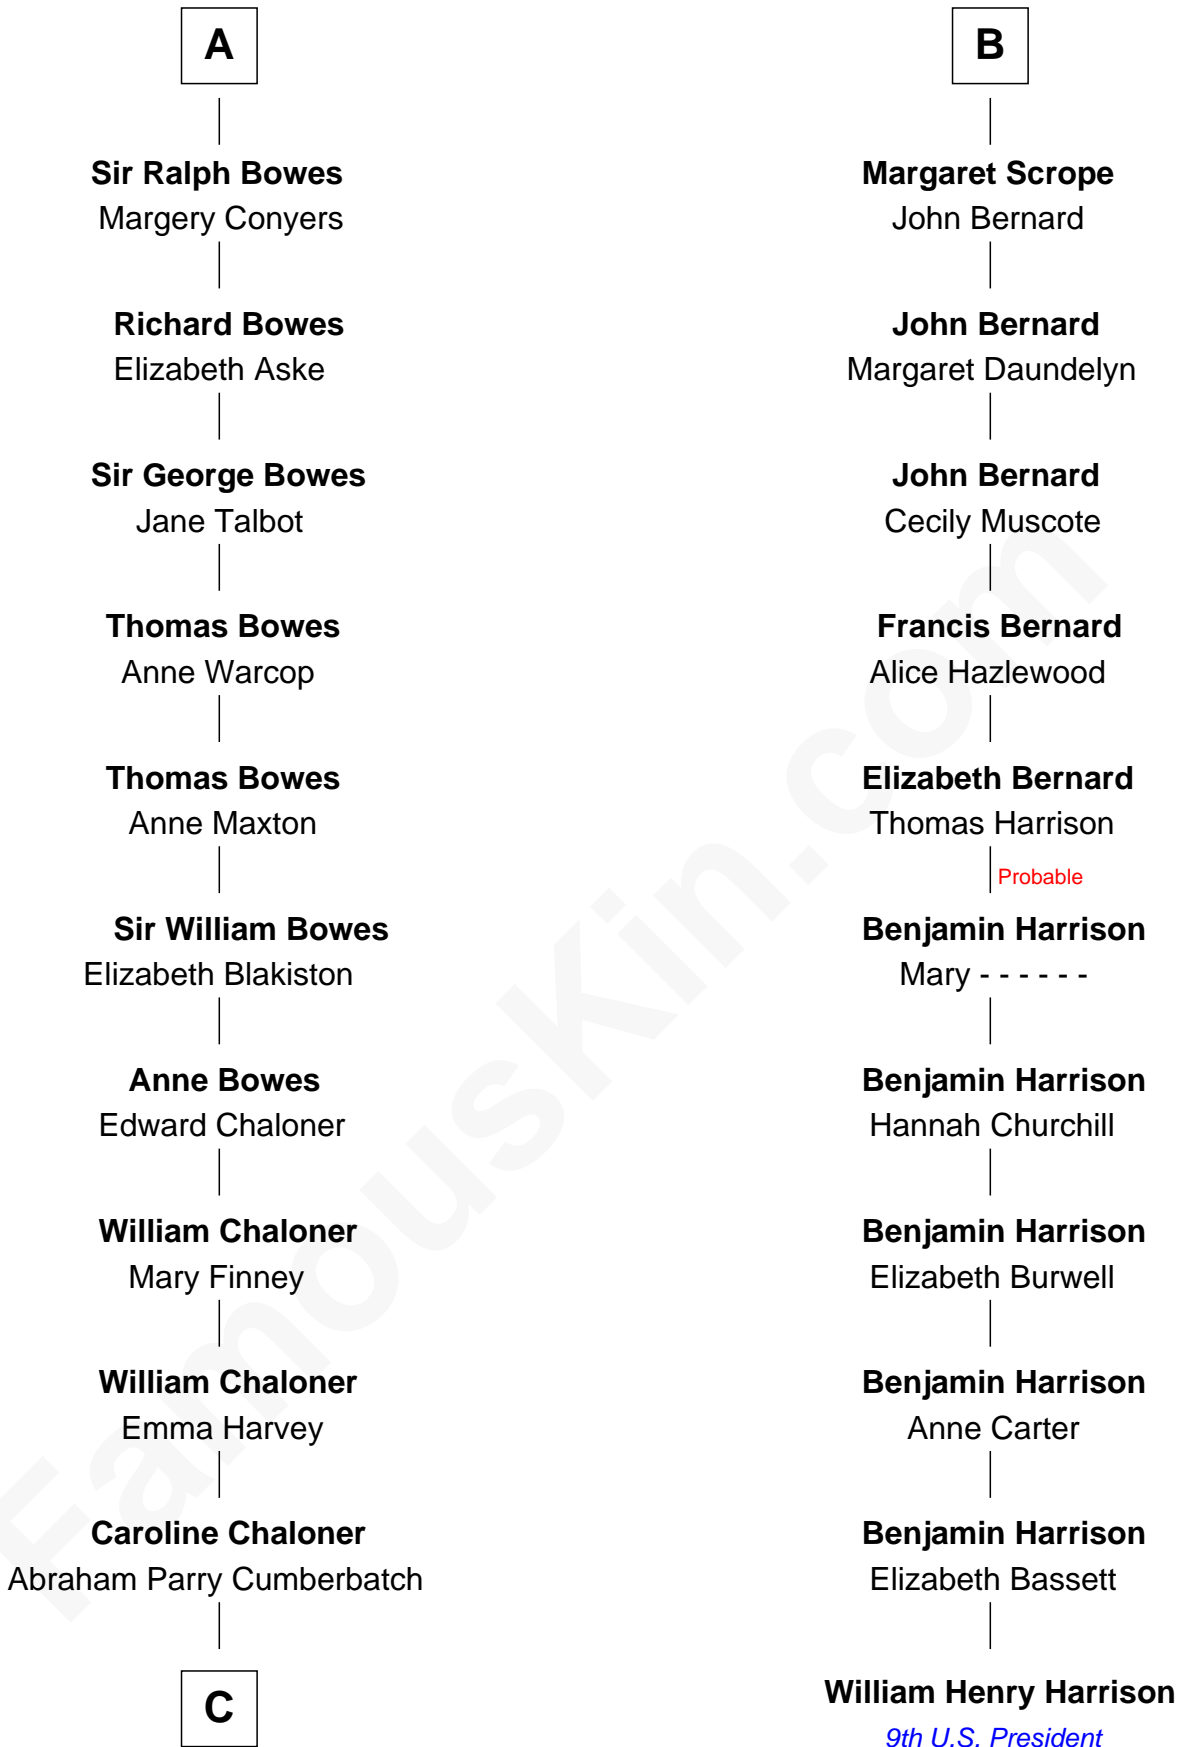 A
Sir Ralph Bowes
Margery Conyers
Richard Bowes
Elizabeth Aske
Sir George Bowes
Jane Talbot
Thomas Bowes
Anne Warcop
Thomas Bowes
Anne Maxton
Sir William Bowes
Elizabeth Blakiston
Anne Bowes
Edward Chaloner
William Chaloner
Mary Finney
William Chaloner
Emma Harvey
Caroline Chaloner
Abraham Parry Cumberbatch
C
B
Margaret Scrope
John Bernard
John Bernard
Margaret Daundelyn
John Bernard
Cecily Muscote
Francis Bernard
Alice Hazlewood
Elizabeth Bernard
Thomas Harrison
Probable
Benjamin Harrison
Mary - - - - - -
Benjamin Harrison
Hannah Churchill
Benjamin Harrison
Elizabeth Burwell
Benjamin Harrison
Anne Carter
Benjamin Harrison
Elizabeth Bassett
William Henry Harrison
9th U.S. President
FamousKin.com